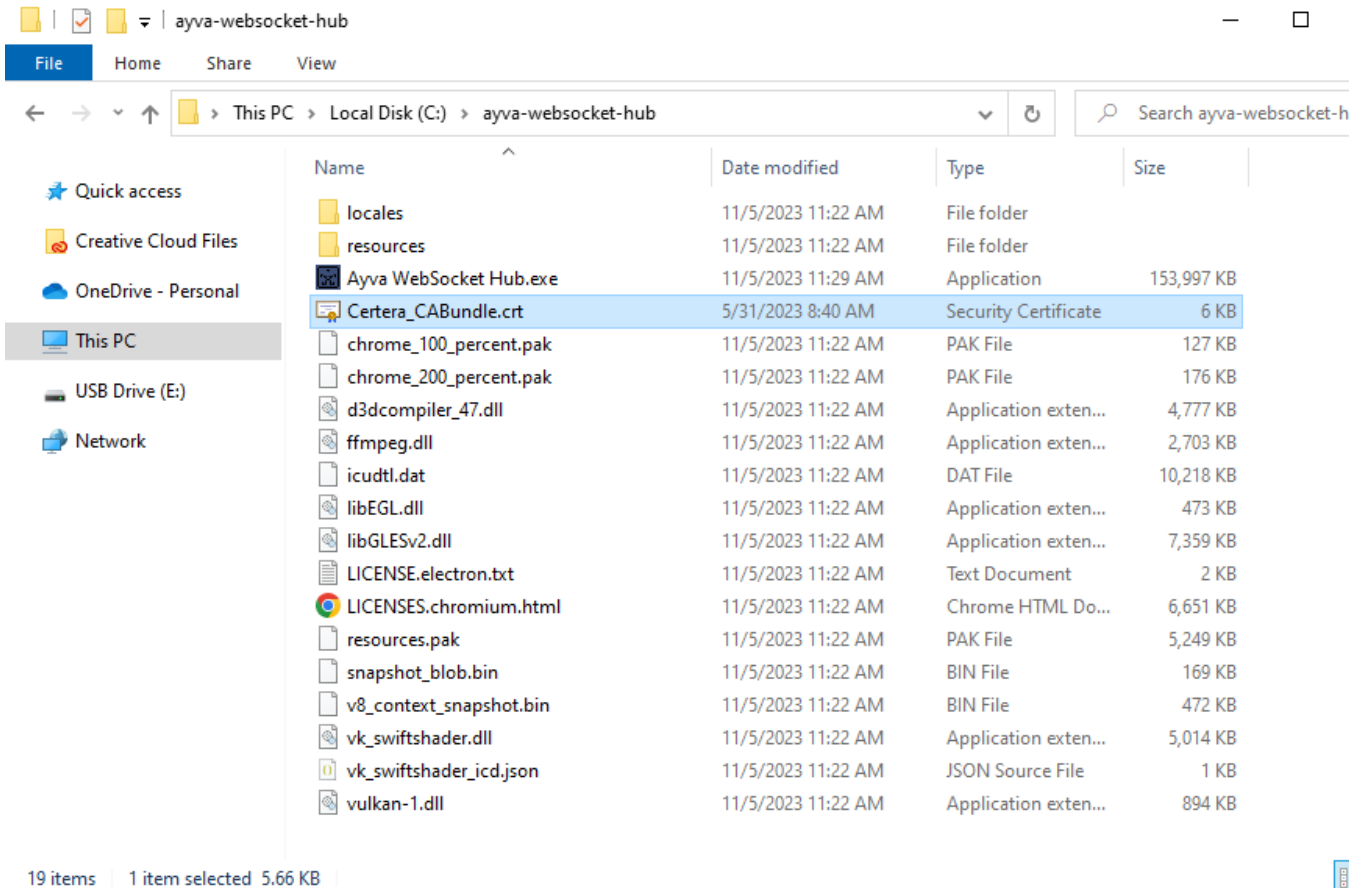 ayva-websocket-hub
File Home Share View
This PC > Local Disk (C:) > ayva-websocket-hub Search ayva-websocket-h
Name Date modified Type Size
Quick access
Creative Cloud Files
OneDrive - Personal
This PC
USB Drive (E:)
Network
locales 11/5/2023 11:22 AM File folder
resources 11/5/2023 11:22 AM File folder
Ayva WebSocket Hub.exe 11/5/2023 11:29 AM Application 153,997 KB
Certera_CABundle.crt 5/31/2023 8:40 AM Security Certificate 6 KB
chrome_100_percent.pak 11/5/2023 11:22 AM PAK File 127 KB
chrome_200_percent.pak 11/5/2023 11:22 AM PAK File 176 KB
d3dcompiler_47.dll 11/5/2023 11:22 AM Application exten... 4,777 KB
ffmpeg.dll 11/5/2023 11:22 AM Application exten... 2,703 KB
icudtl.dat 11/5/2023 11:22 AM DAT File 10,218 KB
libEGL.dll 11/5/2023 11:22 AM Application exten... 473 KB
libGLESv2.dll 11/5/2023 11:22 AM Application exten... 7,359 KB
LICENSE.electron.txt 11/5/2023 11:22 AM Text Document 2 KB
LICENSES.chromium.html 11/5/2023 11:22 AM Chrome HTML Do... 6,651 KB
resources.pak 11/5/2023 11:22 AM PAK File 5,249 KB
snapshot_blob.bin 11/5/2023 11:22 AM BIN File 169 KB
v8_context_snapshot.bin 11/5/2023 11:22 AM BIN File 472 KB
vk_swiftshader.dll 11/5/2023 11:22 AM Application exten... 5,014 KB
vk_swiftshader_icd.json 11/5/2023 11:22 AM JSON Source File 1 KB
vulkan-1.dll 11/5/2023 11:22 AM Application exten... 894 KB
19 items 1 item selected 5.66 KB